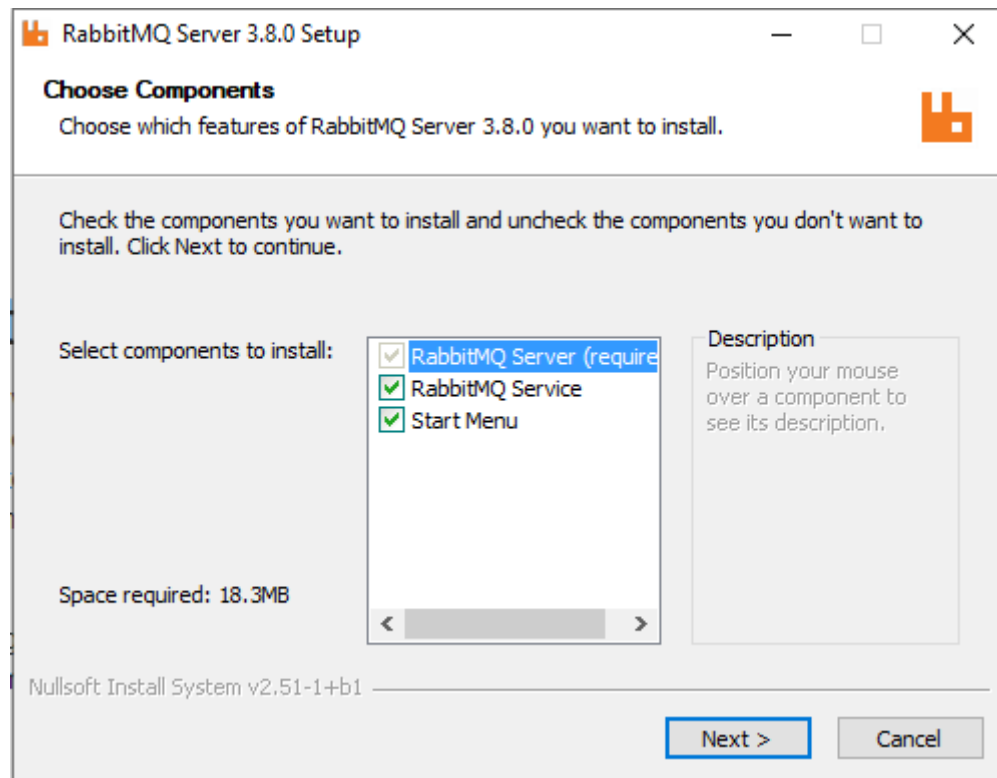 RabbitMQ Server 3.8.0 Setup
Choose Components
Choose which features of RabbitMQ Server 3.8.0 you want to install.
Check the components you want to install and uncheck the components you don't want to
install. Click Next to continue.
Select components to install:
RabbitMQ Server (require
RabbitMQ Service
Start Menu
Description
Position your mouse
over a component to
see its description.
Space required: 18.3MB
Nullsoft Install System v2.51-1+b1
Next >
Cancel